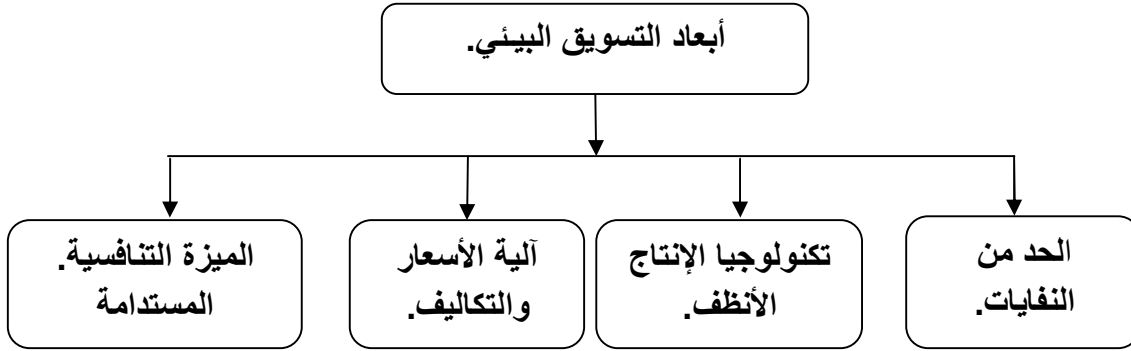 أبعاد التسويق البيئي.
الحد من
النفايات.
تكنولوجيا الإنتاج
الأنظف.
آلية الأسعار
والتكاليف.
الميزة التنافسية.
المستدامة